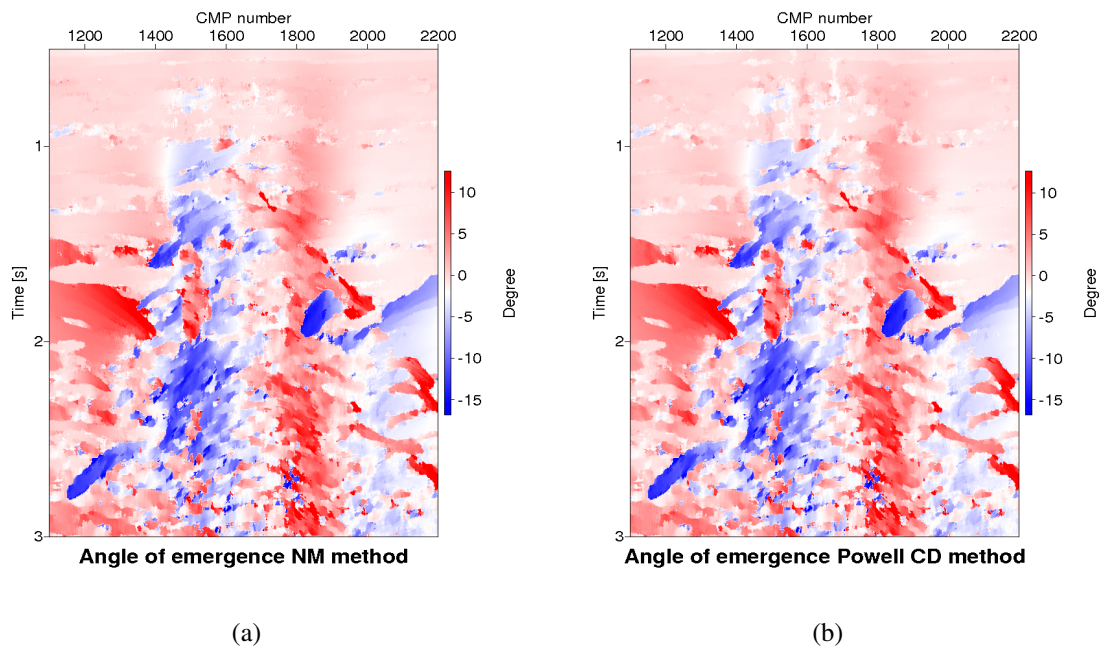 CMP number
1200 1400 1600 1800 2000 2200
1
2
3
Time [s]
10
5
0
-5
-10
-15
Degree
Angle of emergence NM method
(a)
CMP number
1200 1400 1600 1800 2000 2200
1
2
3
Time [s]
10
5
0
-5
-10
-15
Degree
Angle of emergence Powell CD method
(b)